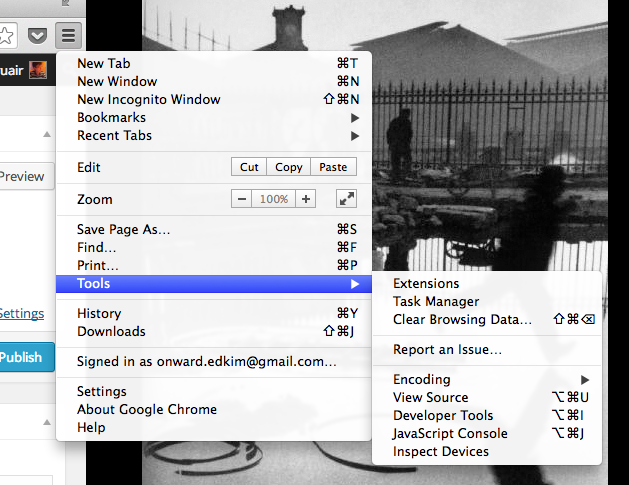 uair
Preview
Settings
Publish
New Tab ⌘T
New Window ⌘N
New Incognito Window ⇧⌘N
Bookmarks ▶
Recent Tabs ▶
Edit Cut Copy Paste
Zoom − 100% +
Save Page As... ⌘S
Find... ⌘F
Print... ⌘P
Tools ▶
History ⌘Y
Downloads ⇧⌘J
Signed in as onward.edkim@gmail.com...
Settings
About Google Chrome
Help
Extensions
Task Manager
Clear Browsing Data... ⇧⌘⌫
Report an Issue...
Encoding ▶
View Source ⌥⌘U
Developer Tools ⌥⌘I
JavaScript Console ⌥⌘J
Inspect Devices